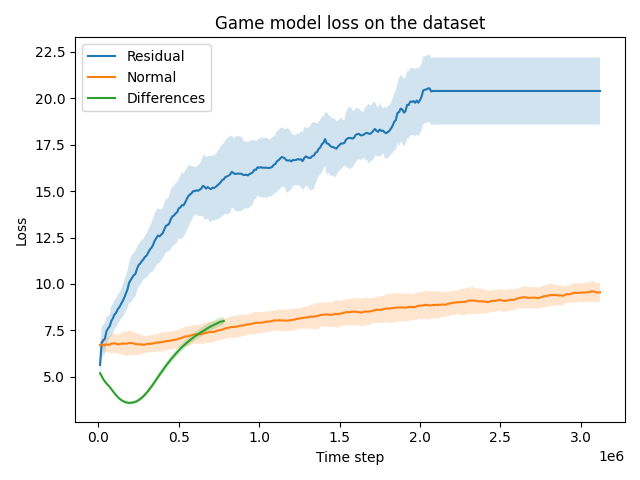 Game model loss on the dataset
Residual
Normal
Differences
Loss
22.5
20.0
17.5
15.0
12.5
10.0
7.5
5.0
0.0 0.5 1.0 1.5 2.0 2.5 3.0
1e6
Time step